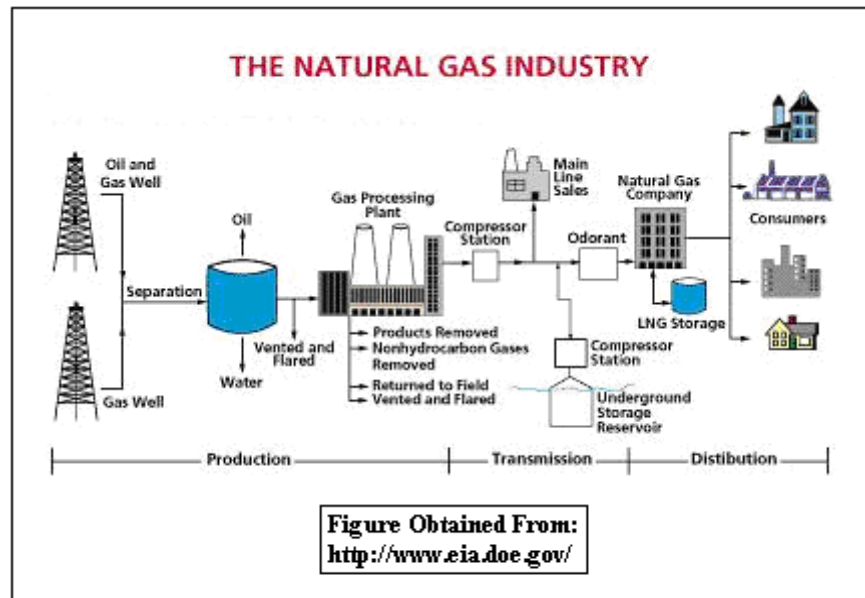 THE NATURAL GAS INDUSTRY
Oil and
Gas Well
Gas Well
Separation
Oil
Water
Vented and
Flared
Gas Processing
Plant
Products Removed
Nonhydrocarbon Gases
Removed
Returned to Field
Vented and Flared
Compressor
Station
Main
Line
Sales
Compressor
Station
Underground
Storage
Reservoir
Odorant
Natural Gas
Company
LNG Storage
Consumers
Production
Transmission
Distibution
Figure Obtained From:
http://www.eia.doe.gov/